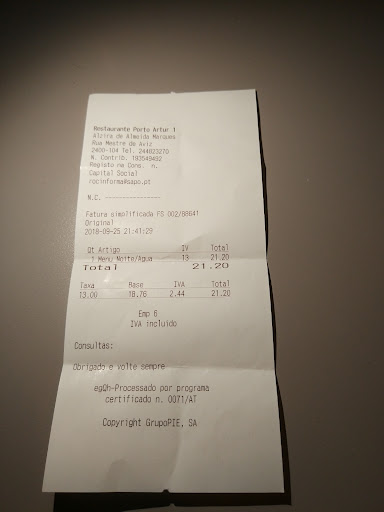 Restaurante Porto Artur 1
Alzira de Almeida Marques
Rua Mestre de Aviz
2400-104 Tel. 244823270
N. Contrib. 193549492
Registo na Cons. n.
Capital Social
rocinforma@sapo.pt
N.C. -----------------
Fatura simplificada FS 002/88641
Original
2018-09-25 21:41:29
Qt Artigo IV Total
1 Menu Noite/Agua 13 21.20
Total 21.20
Taxa Base IVA Total
13.00 18.76 2.44 21.20
Emp 6
IVA incluido
Consultas:
Obrigado e volte sempre
egQh-Processado por programa
certificado n. 0071/AT
Copyright GrupoPIE, SA